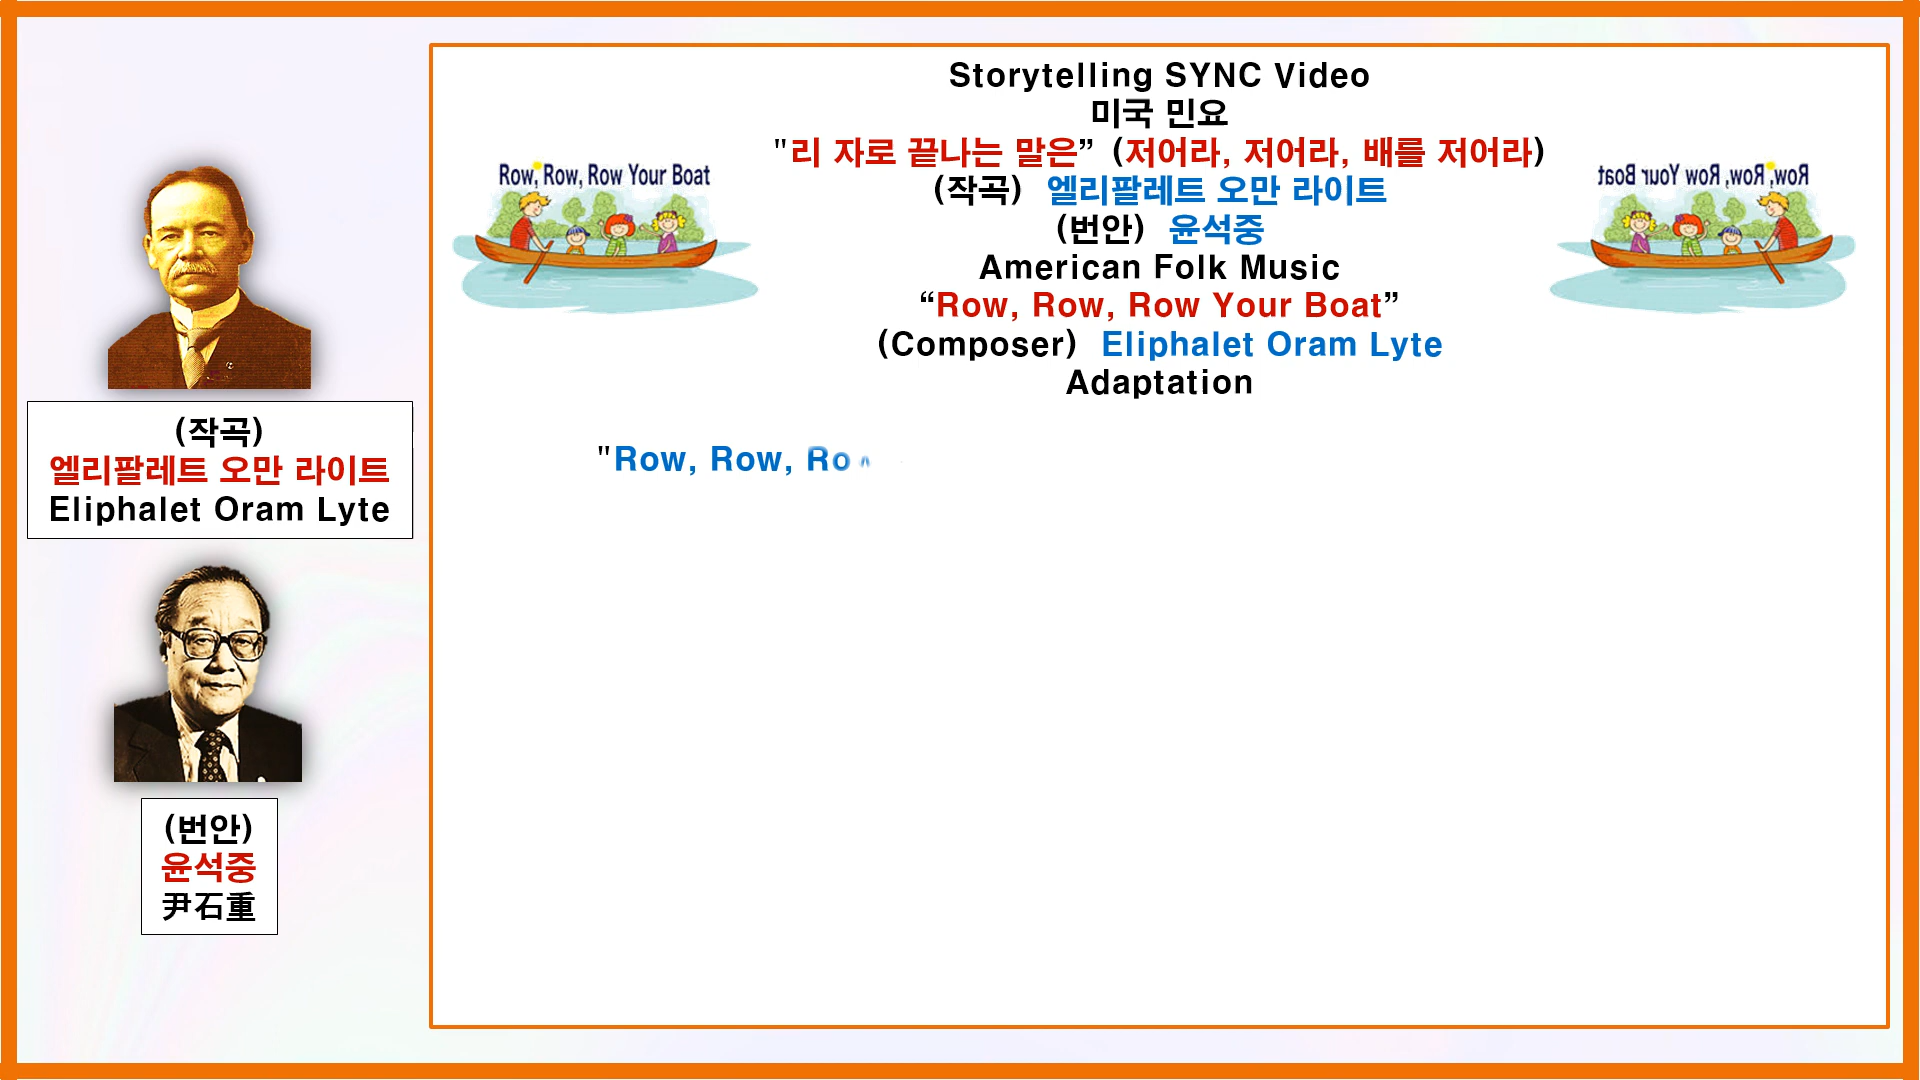 Storytelling SYNC Video
미국 민요
"리 자로 끝나는 말은” (저어라, 저어라, 배를 저어라)
(작곡) 엘리팔레트 오만 라이트
(번안) 윤석중
American Folk Music
“Row, Row, Row Your Boat”
(Composer) Eliphalet Oram Lyte
Adaptation
"Row, Row, Ro
Row, Row, Row Your Boat
Row, Row, Row Your Boat
(작곡)
엘리팔레트 오만 라이트
Eliphalet Oram Lyte
(번안)
윤석중
尹石重